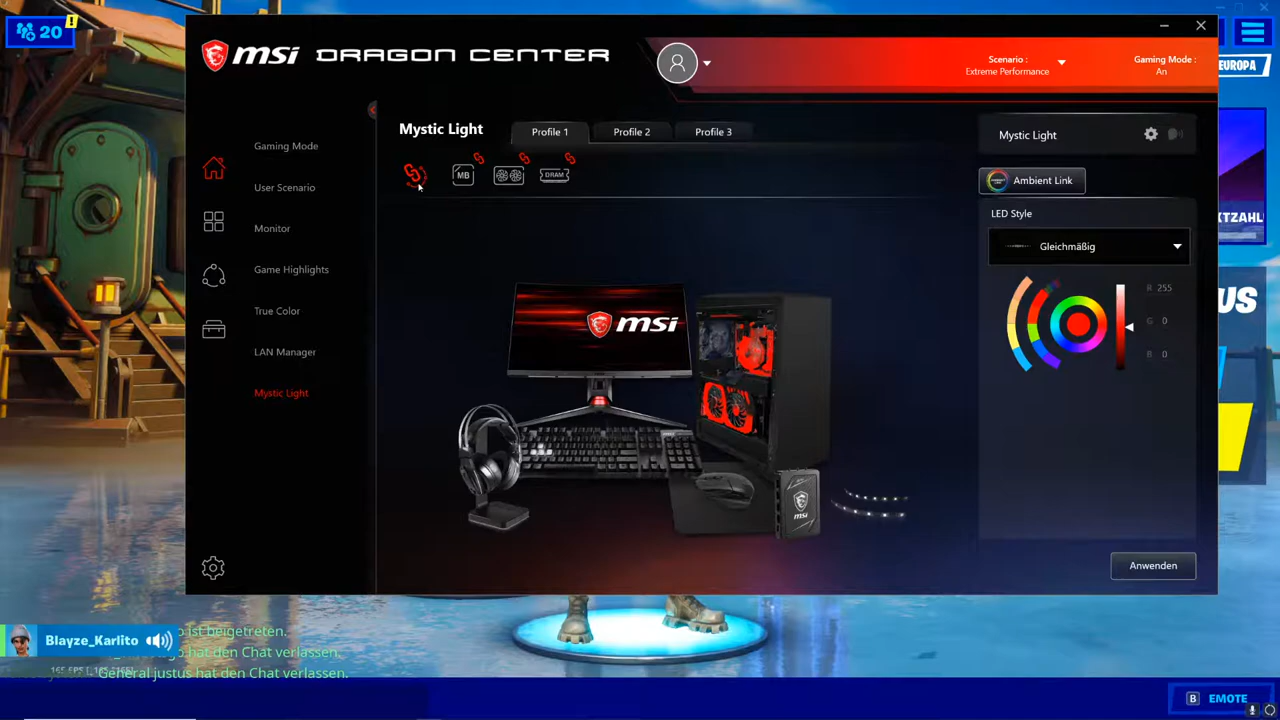 20
!
msi DRAGON CENTER
Scenario :
Extreme Performance
Gaming Mode :
An
EUROPA
Gaming Mode
User Scenario
Monitor
Game Highlights
True Color
LAN Manager
Mystic Light
Mystic Light
Profile 1
Profile 2
Profile 3
MB
DRAM
msi
msi
Mystic Light
Ambient Link
LED Style
Gleichmäßig
R 255
G 0
B 0
Anwenden
KTZAHL
US
Blayze_Karlito
ist beigetreten.
hat den Chat verlassen.
General justus hat den Chat verlassen.
B EMOTE